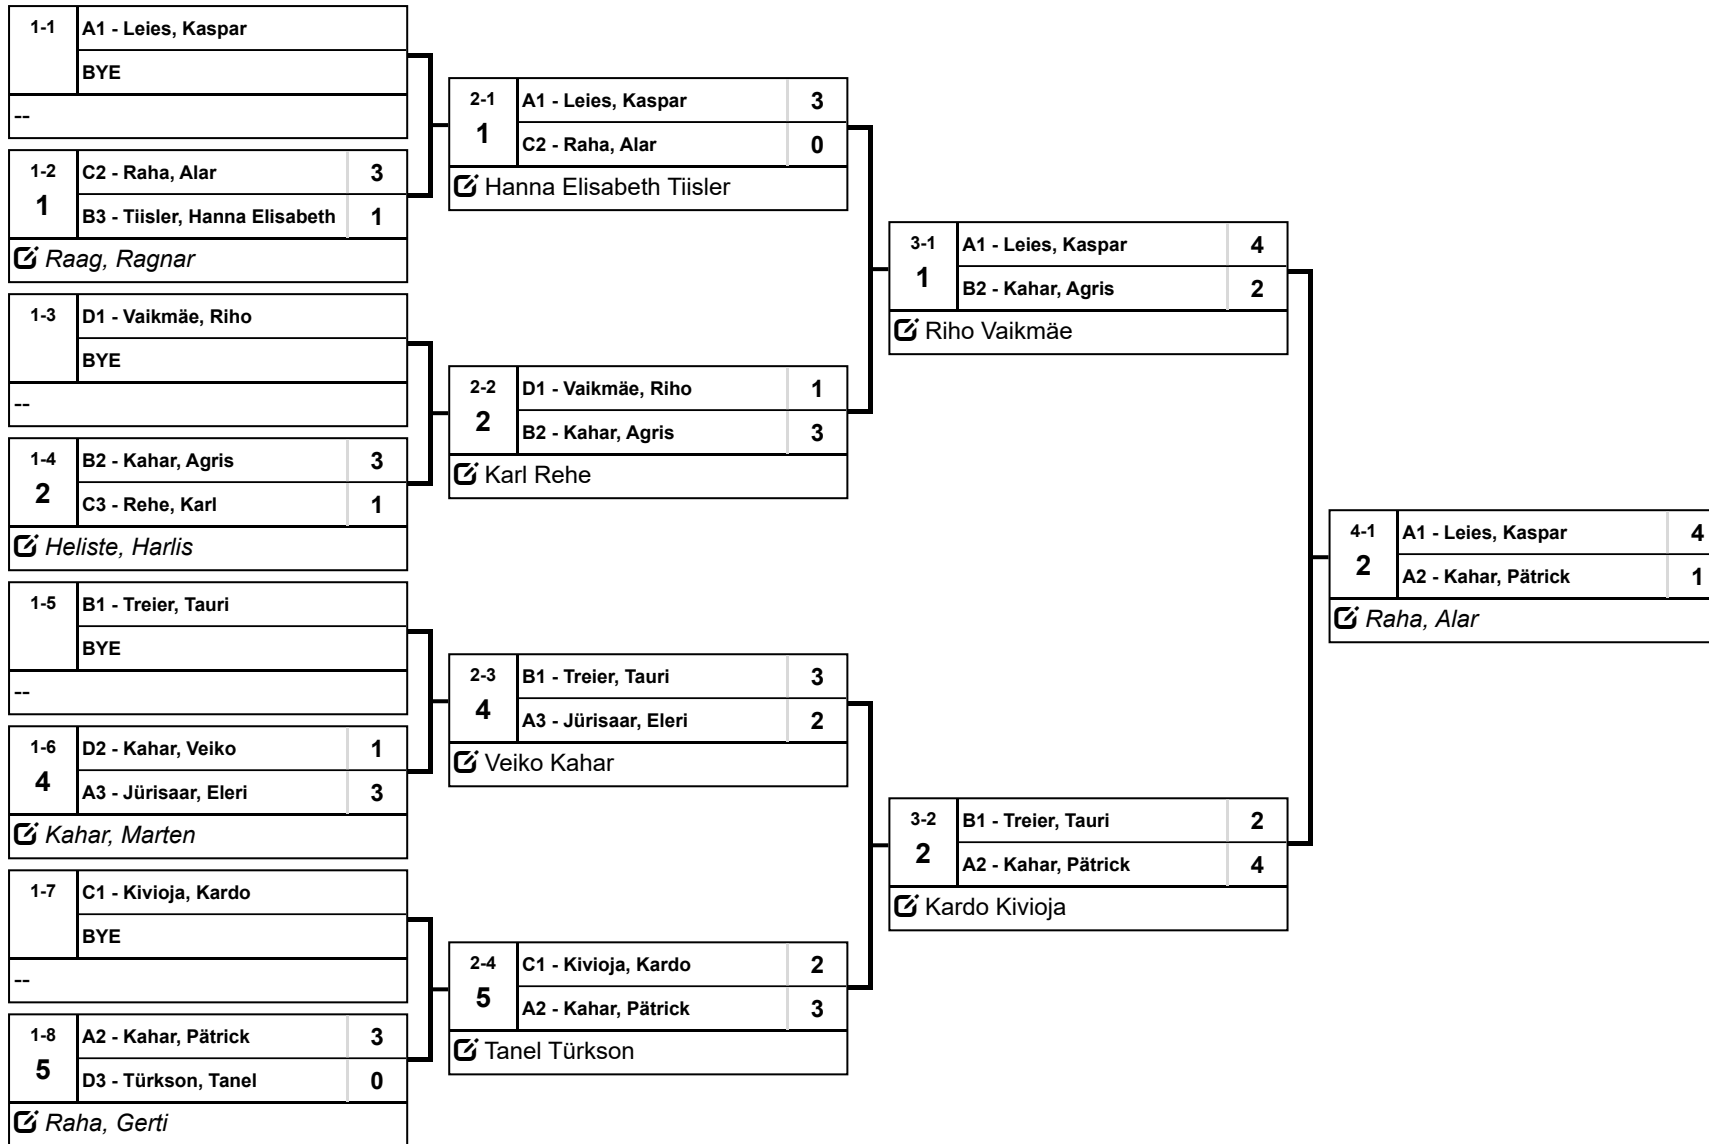 1-1 A1 - Leies, Kaspar
BYE
--
1-2 C2 - Raha, Alar 3
1 B3 - Tiisler, Hanna Elisabeth 1
Raag, Ragnar
1-3 D1 - Vaikmäe, Riho
BYE
--
1-4 B2 - Kahar, Agris 3
2 C3 - Rehe, Karl 1
Heliste, Harlis
1-5 B1 - Treier, Tauri
BYE
--
1-6 D2 - Kahar, Veiko 1
4 A3 - Jürisaar, Eleri 3
Kahar, Marten
1-7 C1 - Kivioja, Kardo
BYE
--
1-8 A2 - Kahar, Pätrick 3
5 D3 - Türkson, Tanel 0
Raha, Gerti
2-1 A1 - Leies, Kaspar 3
1 C2 - Raha, Alar 0
Hanna Elisabeth Tiisler
2-2 D1 - Vaikmäe, Riho 1
2 B2 - Kahar, Agris 3
Karl Rehe
2-3 B1 - Treier, Tauri 3
4 A3 - Jürisaar, Eleri 2
Veiko Kahar
2-4 C1 - Kivioja, Kardo 2
5 A2 - Kahar, Pätrick 3
Tanel Türkson
3-1 A1 - Leies, Kaspar 4
1 B2 - Kahar, Agris 2
Riho Vaikmäe
3-2 B1 - Treier, Tauri 2
2 A2 - Kahar, Pätrick 4
Kardo Kivioja
4-1 A1 - Leies, Kaspar 4
2 A2 - Kahar, Pätrick 1
Raha, Alar